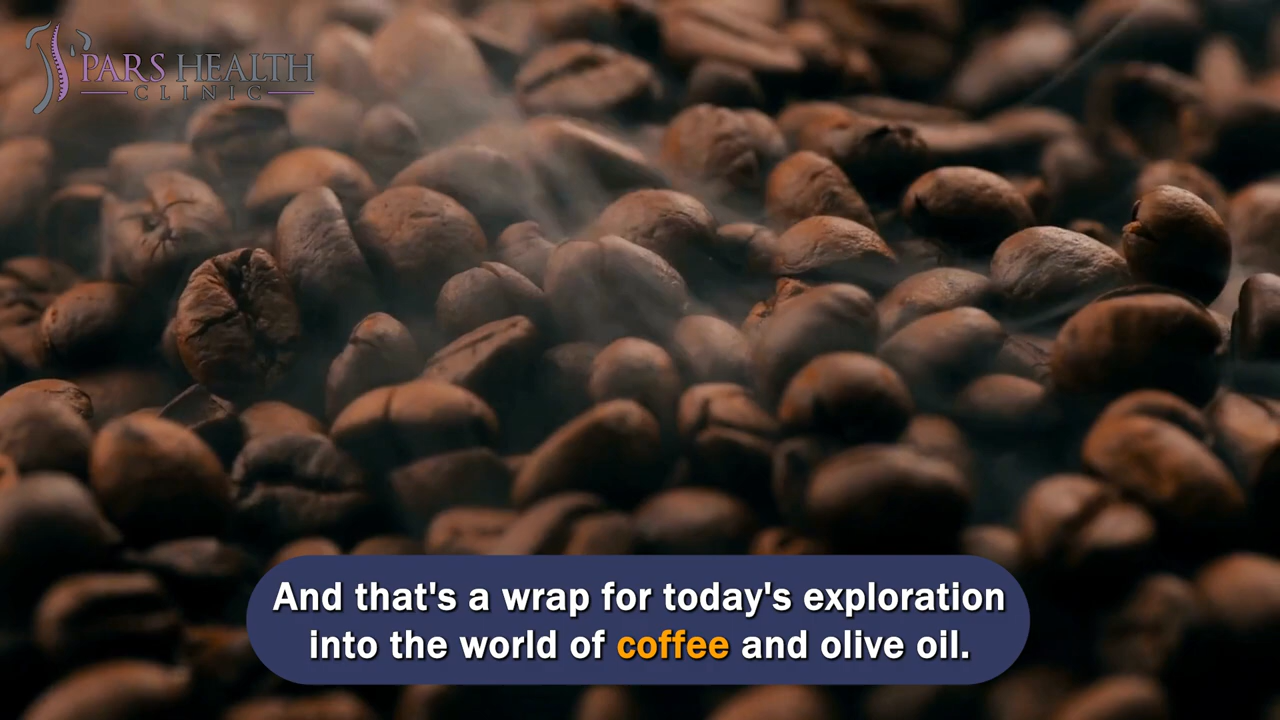 PARS HEALTH
CLINIC
And that's a wrap for today's exploration
into the world of coffee and olive oil.